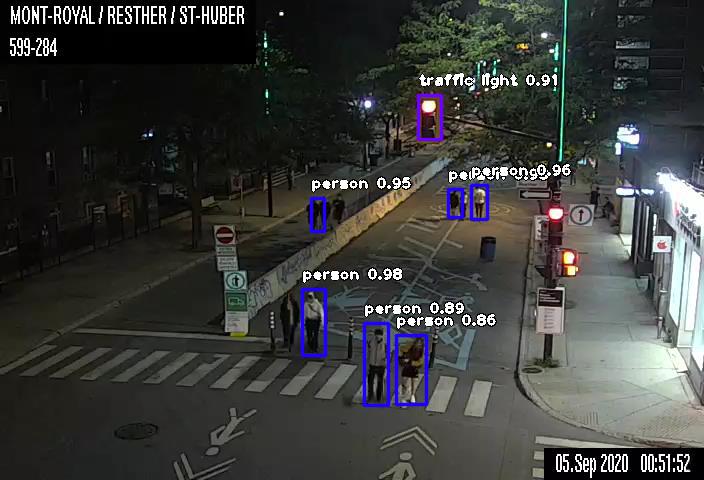 MONT-ROYAL / RESTHER / ST-HUBER
599-284
traffic light 0.91
person 0.96
person 0.95
person 0.98
person 0.89
person 0.86
05.Sep 2020 00:51:52